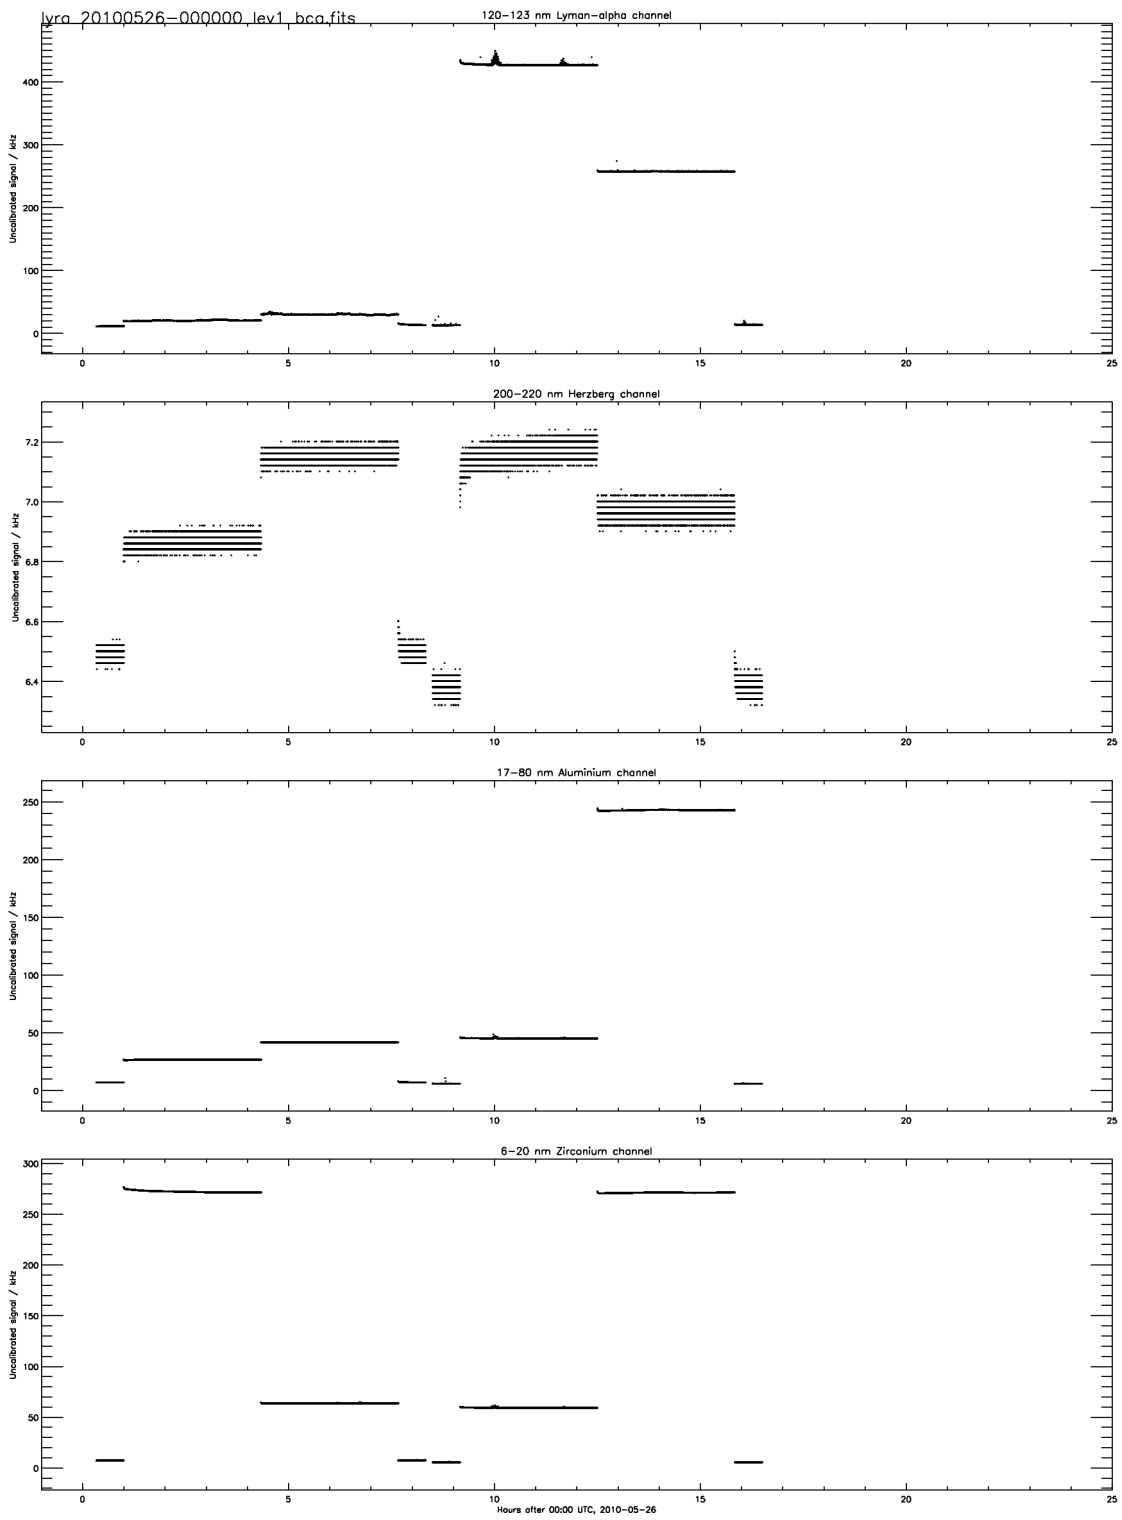 lyra_20100526-000000_lev1_bca.fits
120-123 nm Lyman-alpha channel
Uncalibrated signal / kHz
400
300
200
100
0
0 5 10 15 20 25
200-220 nm Herzberg channel
Uncalibrated signal / kHz
7.2
7.0
6.8
6.6
6.4
0 5 10 15 20 25
17-80 nm Aluminium channel
Uncalibrated signal / kHz
250
200
150
100
50
0
0 5 10 15 20 25
6-20 nm Zirconium channel
Uncalibrated signal / kHz
300
250
200
150
100
50
0
0 5 10 15 20 25
Hours after 00:00 UTC, 2010-05-26